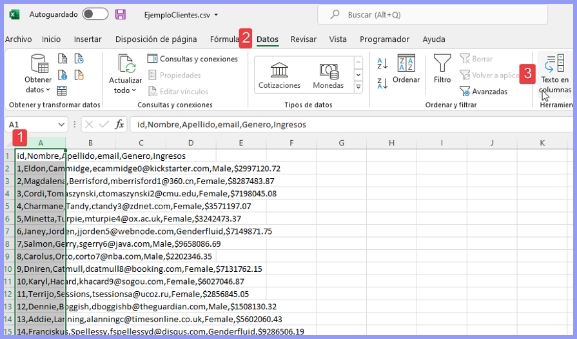 Autoguardado EjemploClientes.csv Buscar (Alt+Q)
Archivo Inicio Insertar Disposición de página Fórmula 2 Datos Revisar Vista Programador Ayuda
Obtener datos
Actualizar todo
Consultas y conexiones
Propiedades
Editar vínculos
Cotizaciones
Monedas
Ordenar
Filtro
Borrar
Volver a aplicar
Avanzadas
3
Texto en columnas
Obtener y transformar datos Consultas y conexiones Tipos de datos Ordenar y filtrar Herramien
A1 fx id,Nombre,Apellido,email,Genero,Ingresos
1
A B C D E F G H I J K
1 id,Nombre,Apellido,email,Genero,Ingresos
2 1,Eldon,Cammidge,ecammidge0@kickstarter.com,Male,$2997120.72
3 2,Magdalena,Berrisford,mberrisford1@360.cn,Female,$8287483.87
4 3,Cordi,Tomaszynski,ctomaszynski2@cmu.edu,Female,$7198045.08
5 4,Charmane,Tandy,ctandy3@zdnet.com,Female,$3571197.07
6 5,Minetta,Turpie,mturpie4@ox.ac.uk,Female,$3242473.37
7 6,Janey,Jorden,jjorden5@webnode.com,Genderfluid,$7149871.75
8 7,Salmon,Gerry,sgerry6@java.com,Male,$9658086.69
9 8,Carolus,Orto,corto7@nba.com,Male,$2202346.35
10 9,Dniren,Catmull,dcatmull8@booking.com,Female,$7131762.15
11 10,Karyl,Hacard,khacard9@sogou.com,Female,$6027046.87
12 11,Terrijo,Sessions,tsessionsa@ucoz.ru,Female,$2856845.05
13 12,Dennie,Boggish,dboggishb@theguardian.com,Male,$1508130.32
14 13,Addie,Lanning,alanningc@timesonline.co.uk,Female,$5602060.43
15 14,Franciskus,Spellessy,fspellessyd@disqus.com,Genderfluid,$9286506.19